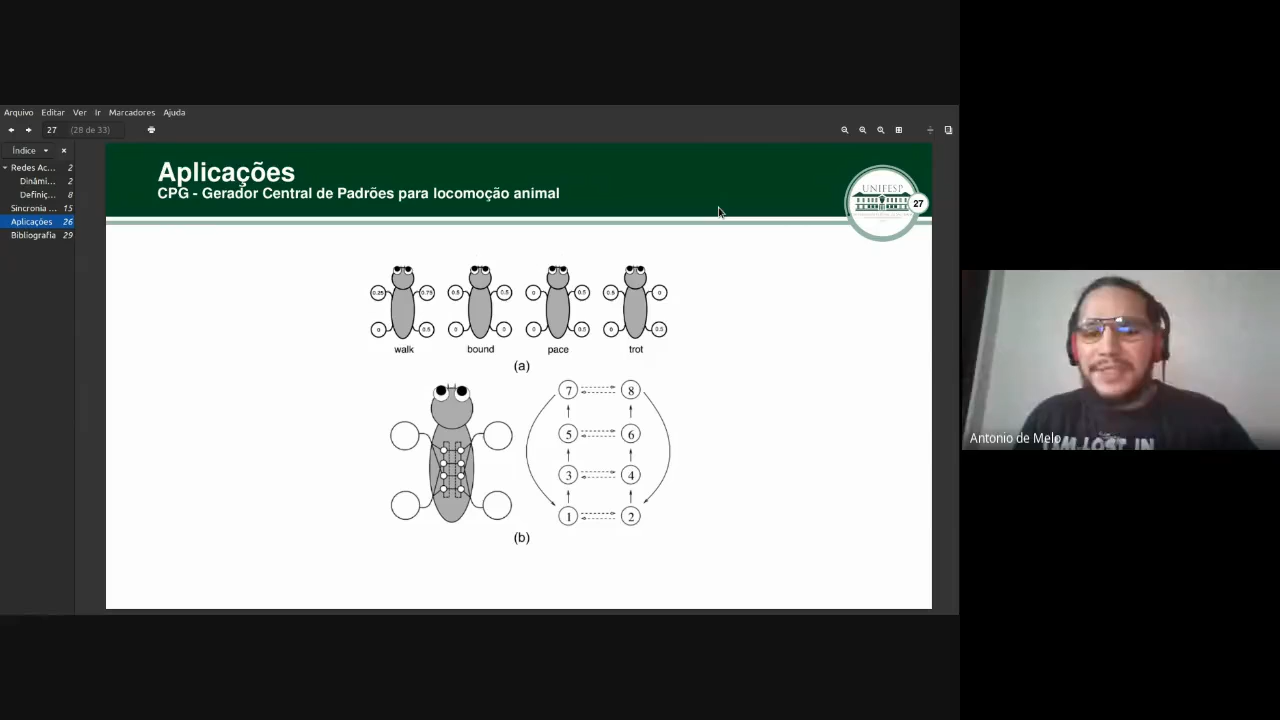 Arquivo Editar Ver Ir Marcadores Ajuda
27 (28 de 33)
Índice
Redes Ac... 2
Dinâmi... 2
Definiç... 8
Sincronia ... 15
Aplicações 26
Bibliografia 29
Aplicações
CPG - Gerador Central de Padrões para locomoção animal
UNIFESP
27
0.25 0.75 0.5 0.5 0 0.5 0.5 0
0 0.5 0 0 0 0.5 0 0.5
walk bound pace trot
(a)
7 8
5 6
3 4
1 2
(b)
Antonio de Melo
I AM LOST IN